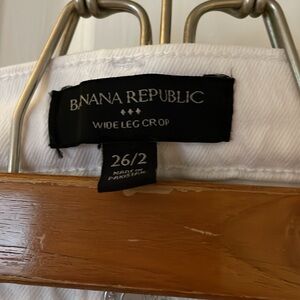 BANANA REPUBLIC
WIDE LEG CROP
26/2
MADE IN
PAKISTAN